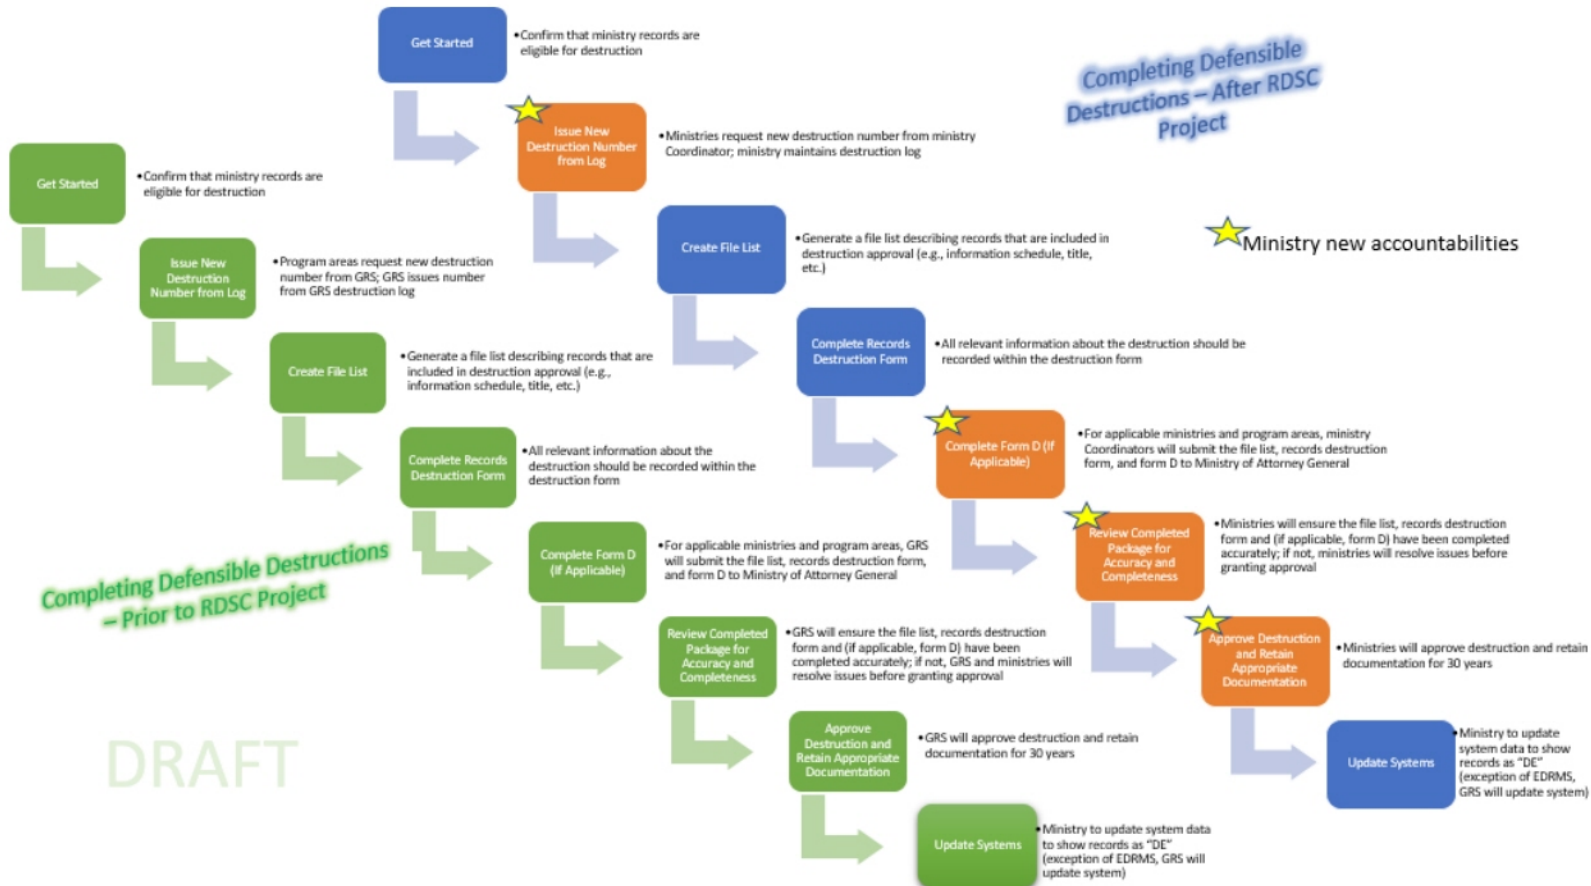 Get Started
•Confirm that ministry records are
eligible for destruction
Completing Defensible
Destructions – After RDSC
Project
Issue New
Destruction Number
from Log
•Ministries request new destruction number from ministry
Coordinator; ministry maintains destruction log
Create File List
•Generate a file list describing records that are included in
destruction approval (e.g., information schedule, title,
etc.)
Ministry new accountabilities
Complete Records
Destruction Form
•All relevant information about the destruction should be
recorded within the destruction form
Complete Form D (If
Applicable)
•For applicable ministries and program areas, ministry
Coordinators will submit the file list, records destruction
form, and form D to Ministry of Attorney General
Review Completed
Package for
Accuracy and
Completeness
•Ministries will ensure the file list, records destruction
form and (if applicable, form D) have been completed
accurately; if not, ministries will resolve issues before
granting approval
Approve Destruction
and Retain
Appropriate
Documentation
•Ministries will approve destruction and retain
documentation for 30 years
Update Systems
•Ministry to update
system data to show
records as “DE”
(exception of EDRMS,
GRS will update system)
Get Started
•Confirm that ministry records are
eligible for destruction
Issue New
Destruction
Number from Log
•Program areas request new destruction
number from GRS; GRS issues number
from GRS destruction log
Create File List
•Generate a file list describing records that are
included in destruction approval (e.g.,
information schedule, title, etc.)
Complete Records
Destruction Form
•All relevant information about the
destruction should be recorded within the
destruction form
Completing Defensible Destructions
– Prior to RDSC Project
Complete Form D
(If Applicable)
•For applicable ministries and program areas, GRS
will submit the file list, records destruction form,
and form D to Ministry of Attorney General
Review Completed
Package for
Accuracy and
Completeness
•GRS will ensure the file list, records destruction
form and (if applicable, form D) have been
completed accurately; if not, GRS and ministries will
resolve issues before granting approval
Approve
Destruction and
Retain Appropriate
Documentation
•GRS will approve destruction and retain
documentation for 30 years
Update Systems
•Ministry to update system data
to show records as “DE”
(exception of EDRMS, GRS will
update system)
DRAFT